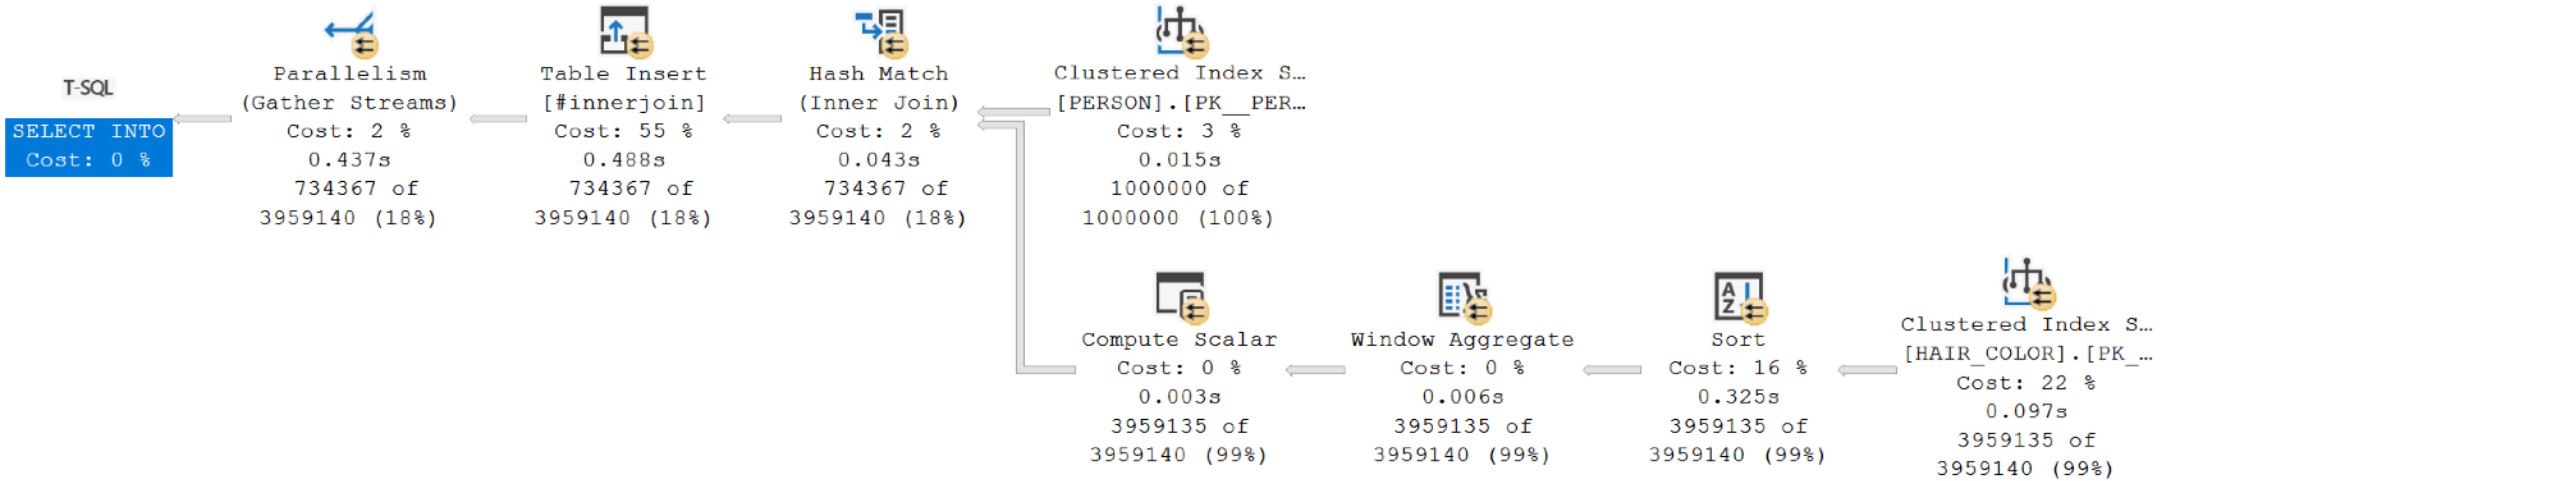 T-SQL
SELECT INTO
Cost: 0 %
Parallelism
(Gather Streams)
Cost: 2 %
0.437s
734367 of
3959140 (18%)
Table Insert
[#innerjoin]
Cost: 55 %
0.488s
734367 of
3959140 (18%)
Hash Match
(Inner Join)
Cost: 2 %
0.043s
734367 of
3959140 (18%)
Clustered Index S…
[PERSON].[PK__PER…
Cost: 3 %
0.015s
1000000 of
1000000 (100%)
Compute Scalar
Cost: 0 %
0.003s
3959135 of
3959140 (99%)
Window Aggregate
Cost: 0 %
0.006s
3959135 of
3959140 (99%)
Sort
Cost: 16 %
0.325s
3959135 of
3959140 (99%)
Clustered Index S…
[HAIR_COLOR].[PK_…
Cost: 22 %
0.097s
3959135 of
3959140 (99%)